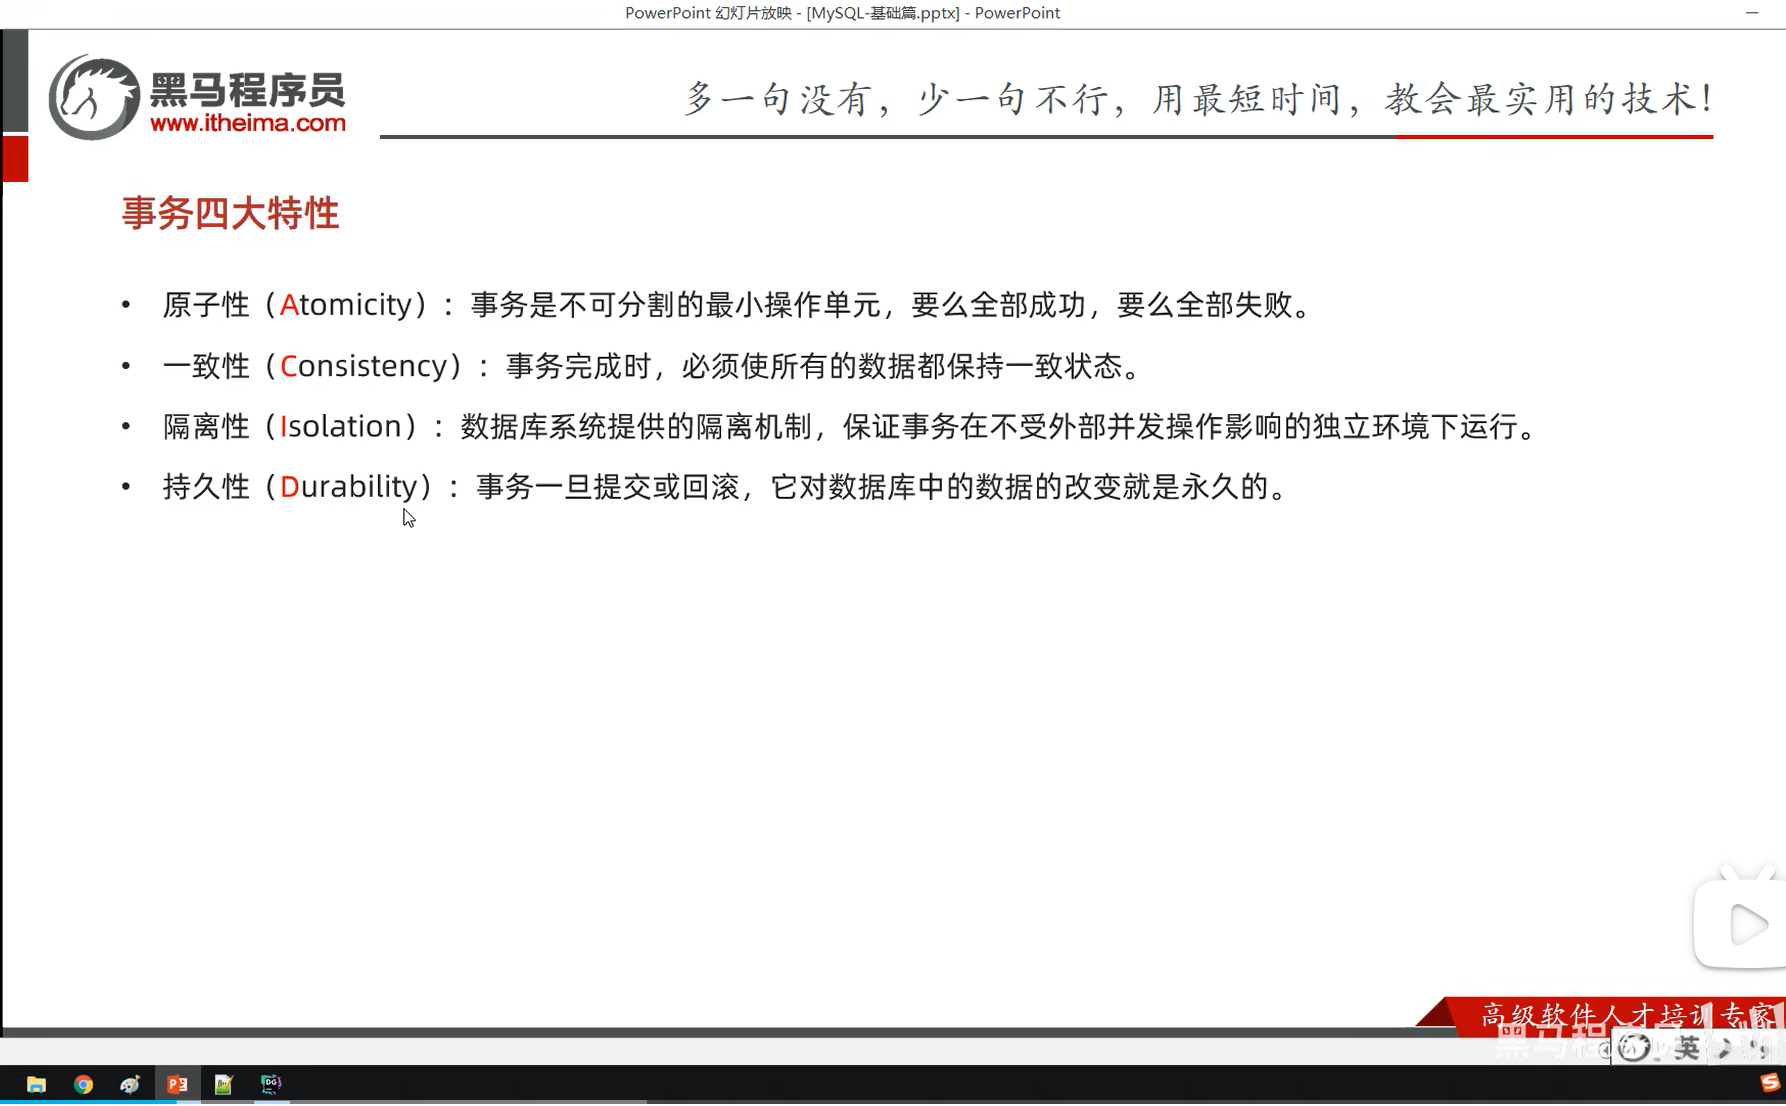 PowerPoint 幻灯片放映 - [MySQL-基础篇.pptx] - PowerPoint
黑马程序员
www.itheima.com
多一句没有，少一句不行，用最短时间，教会最实用的技术！
事务四大特性
• 原子性（Atomicity）：事务是不可分割的最小操作单元，要么全部成功，要么全部失败。
• 一致性（Consistency）：事务完成时，必须使所有的数据都保持一致状态。
• 隔离性（Isolation）：数据库系统提供的隔离机制，保证事务在不受外部并发操作影响的独立环境下运行。
• 持久性（Durability）：事务一旦提交或回滚，它对数据库中的数据的改变就是永久的。
高级软件人才培训专家
英